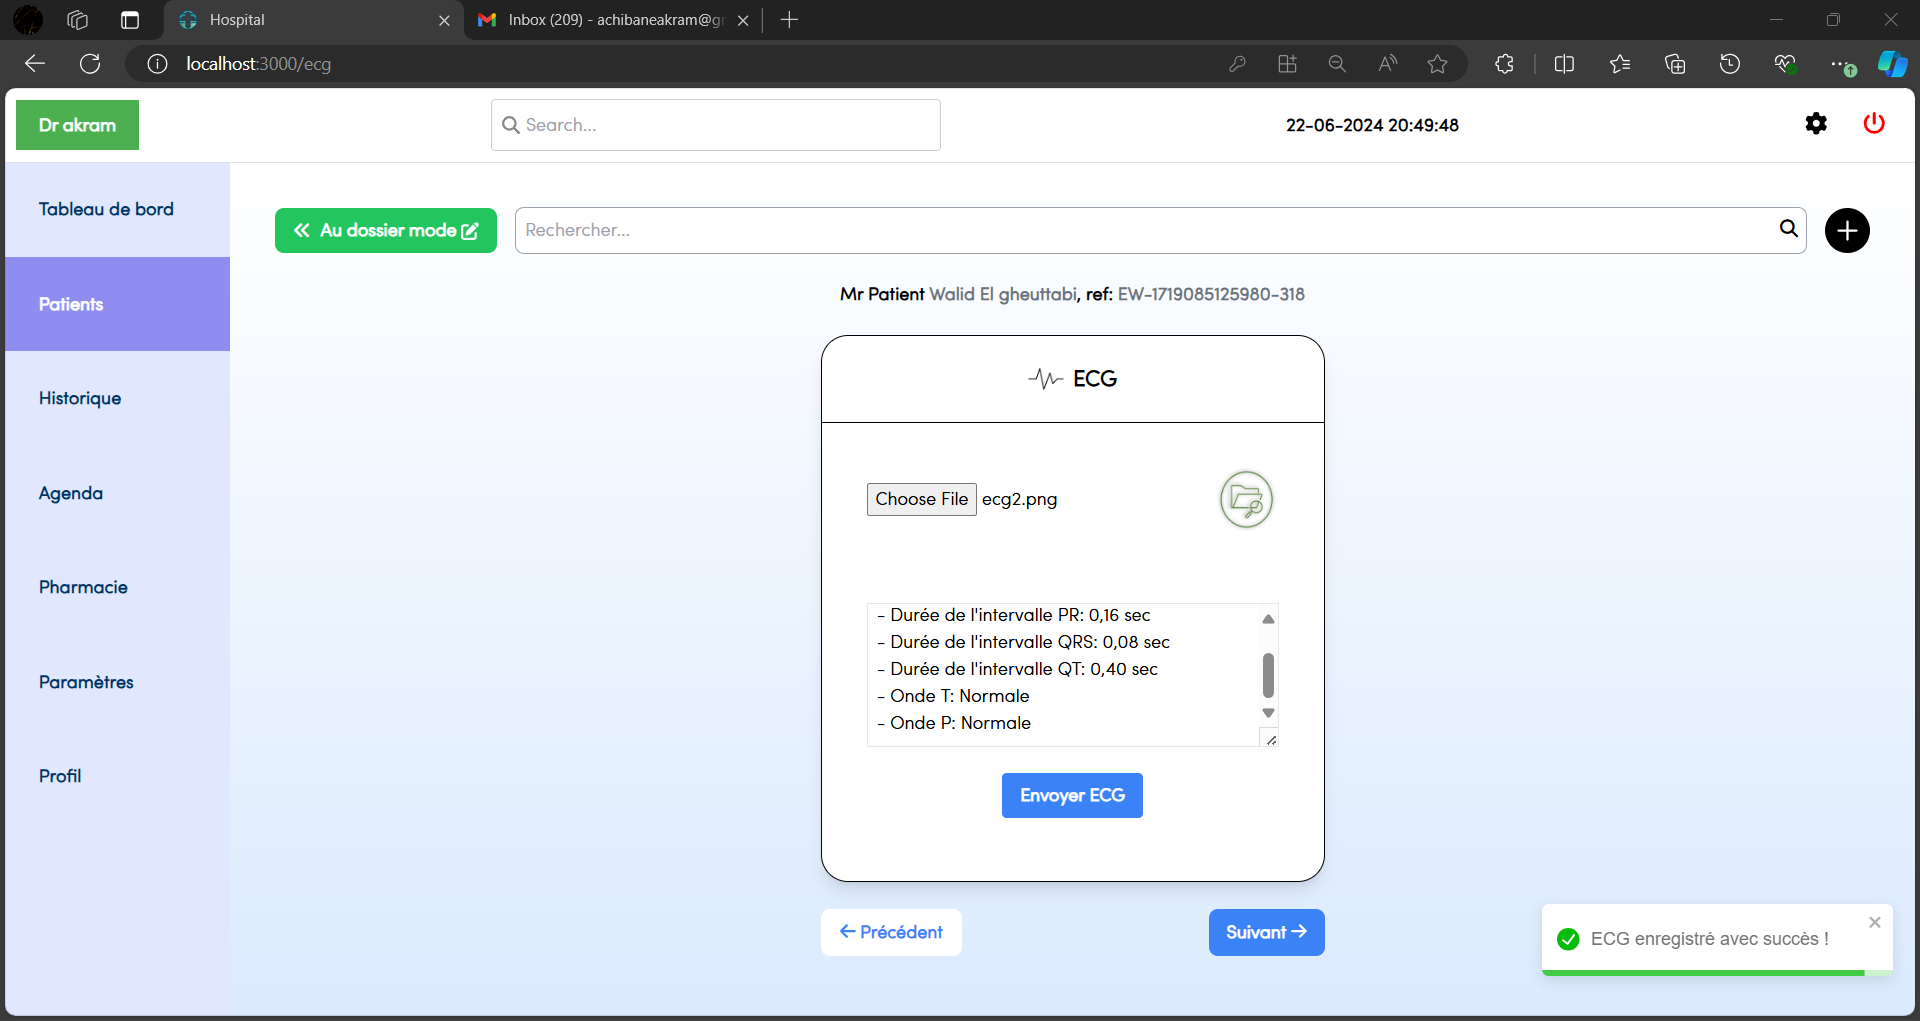 Hospital
Inbox (209) - achibaneakram@g
localhost:3000/ecg
Dr akram
Search...
22-06-2024 20:49:48
Tableau de bord
Patients
Historique
Agenda
Pharmacie
Paramètres
Profil
Au dossier mode
Rechercher...
Mr Patient Walid El gheuttabi, ref: EW-1719085125980-318
ECG
Choose File ecg2.png
- Durée de l'intervalle PR: 0,16 sec
- Durée de l'intervalle QRS: 0,08 sec
- Durée de l'intervalle QT: 0,40 sec
- Onde T: Normale
- Onde P: Normale
Envoyer ECG
Précédent
Suivant
ECG enregistré avec succès !